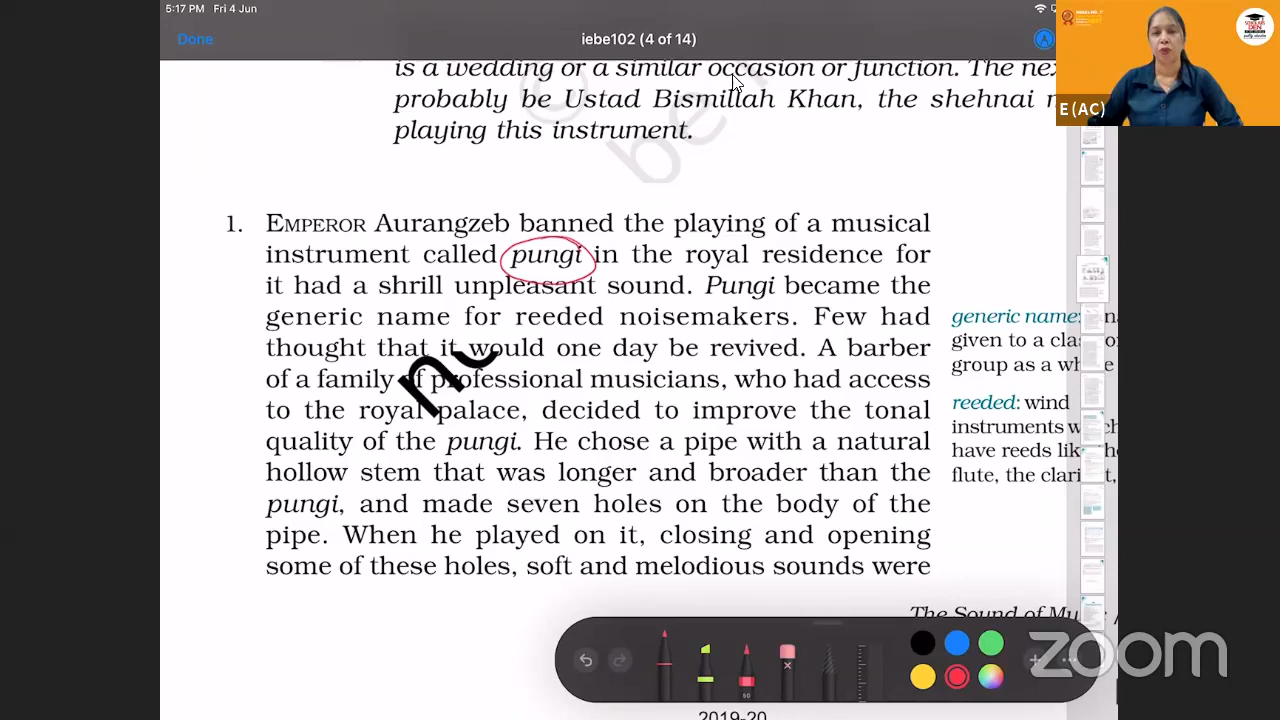 5:17 PM Fri 4 Jun
Done
iebe102 (4 of 14)
E (AC)
is a wedding or a similar occasion or function. The
probably be Ustad Bismillah Khan, the shehnai
playing this instrument.
1. EMPEROR Aurangzeb banned the playing of a musical
instrument called pungi in the royal residence for
it had a shrill unpleasant sound. Pungi became the
generic name for reeded noisemakers. Few had
thought that it would one day be revived. A barber
of a family of professional musicians, who had access
to the royal palace, decided to improve the tonal
quality of the pungi. He chose a pipe with a natural
hollow stem that was longer and broader than the
pungi, and made seven holes on the body of the
pipe. When he played on it, closing and opening
some of these holes, soft and melodious sounds were
generic name:
given to a
group as a
reeded: wind
instruments
have reeds
flute, the
The Sound of
50
zoom
2019-20